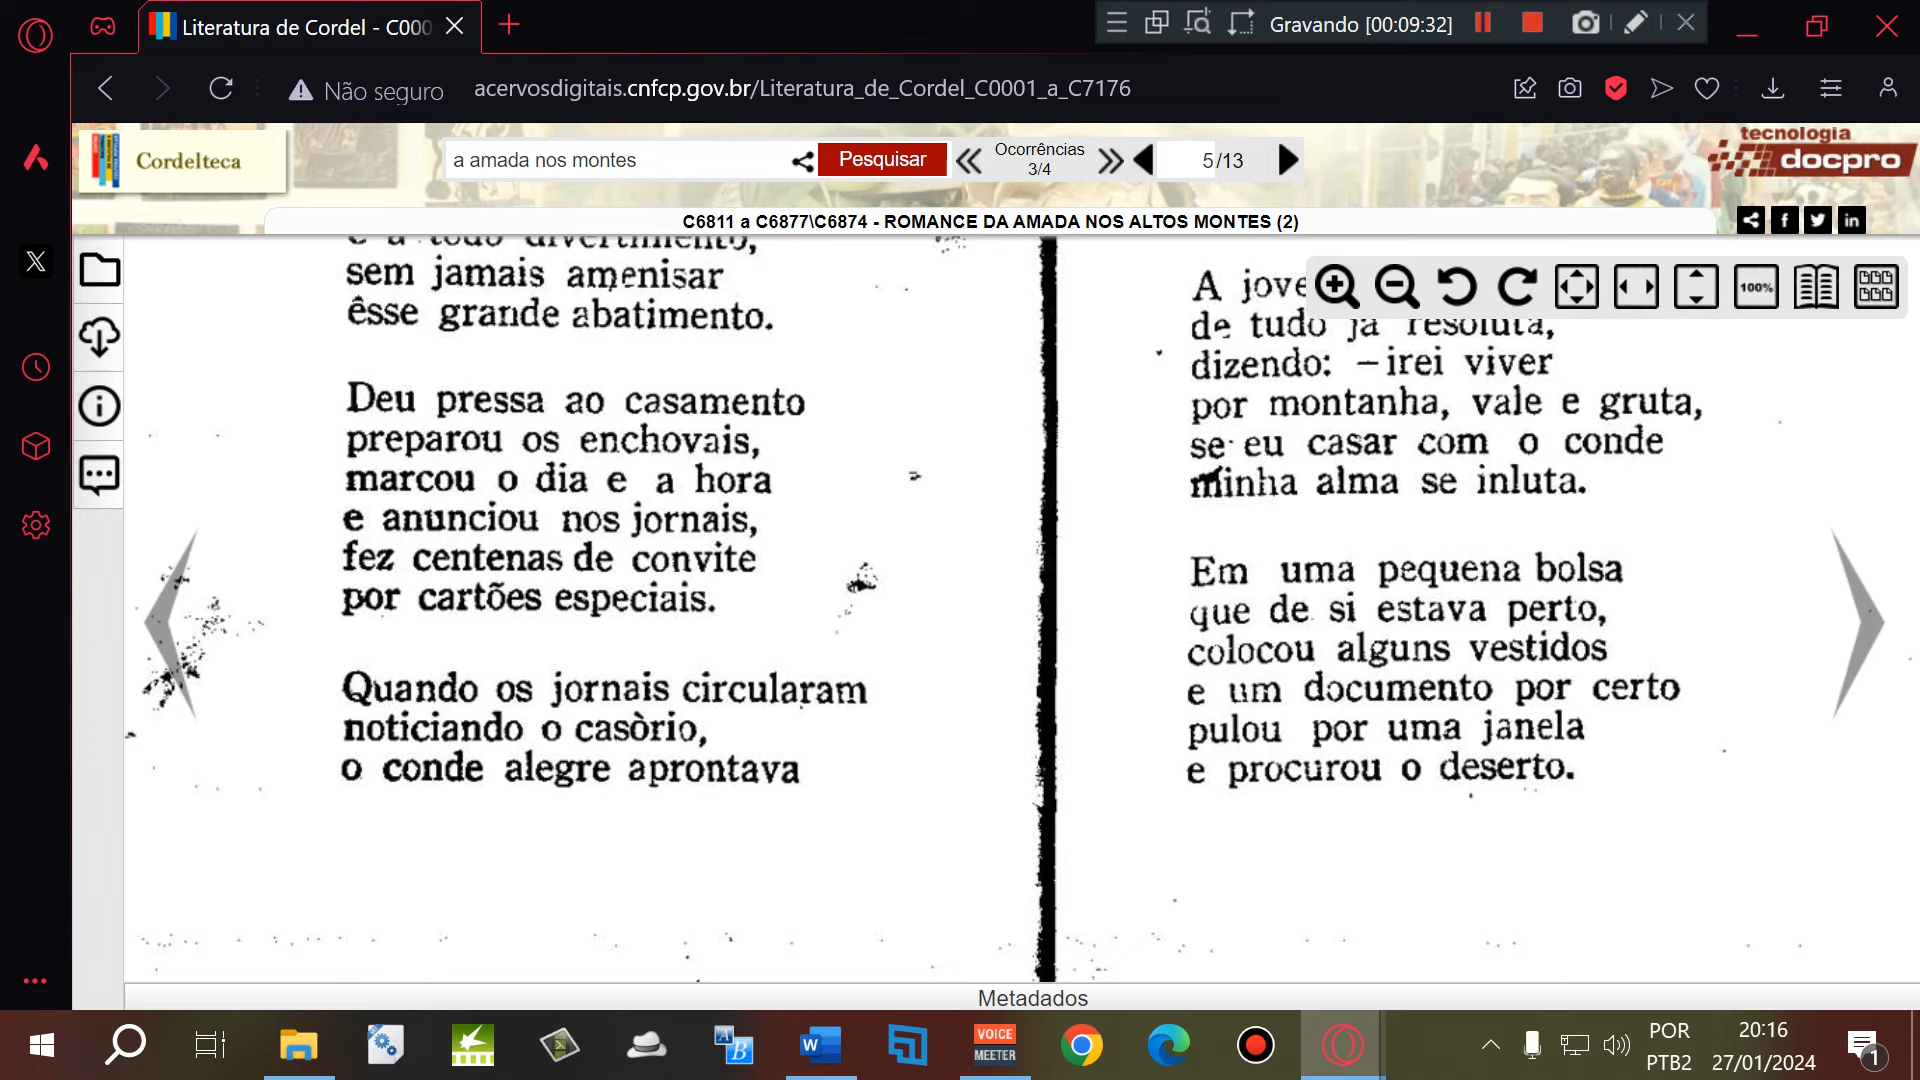 Literatura de Cordel - C000
Gravando [00:09:32]
Não seguro
acervosdigitais.cnfcp.gov.br/Literatura_de_Cordel_C0001_a_C7176
Cordelteca
a amada nos montes
Pesquisar
Ocorrências
3/4
5/13
tecnologia
docpro
C6811 a C6877\C6874 - ROMANCE DA AMADA NOS ALTOS MONTES (2)
100%
e a todo divertimento,
sem jamais amenisar
êsse grande abatimento.
Deu pressa ao casamento
preparou os enchovais,
marcou o dia e a hora
e anunciou nos jornais,
fez centenas de convite
por cartões especiais.
Quando os jornais circularam
noticiando o casòrio,
o conde alegre aprontava
A jove
de tudo já resoluta,
dizendo: –irei viver
por montanha, vale e gruta,
se eu casar com o conde
minha alma se inluta.
Em uma pequena bolsa
que de si estava perto,
colocou alguns vestidos
e um documento por certo
pulou por uma janela
e procurou o deserto.
Metadados
VOICE
MEETER
POR
PTB2
20:16
27/01/2024
1